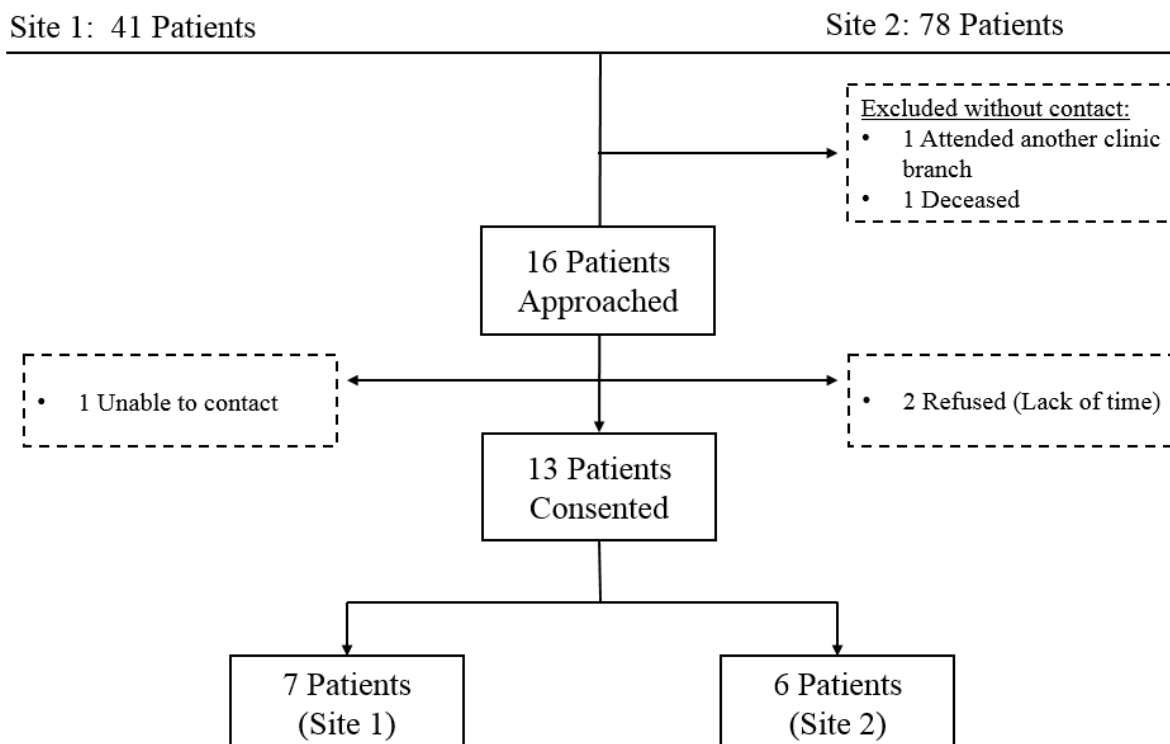 Site 1: 41 Patients
Site 2: 78 Patients
Excluded without contact:
• 1 Attended another clinic
branch
• 1 Deceased
16 Patients
Approached
• 1 Unable to contact
• 2 Refused (Lack of time)
13 Patients
Consented
7 Patients
(Site 1)
6 Patients
(Site 2)